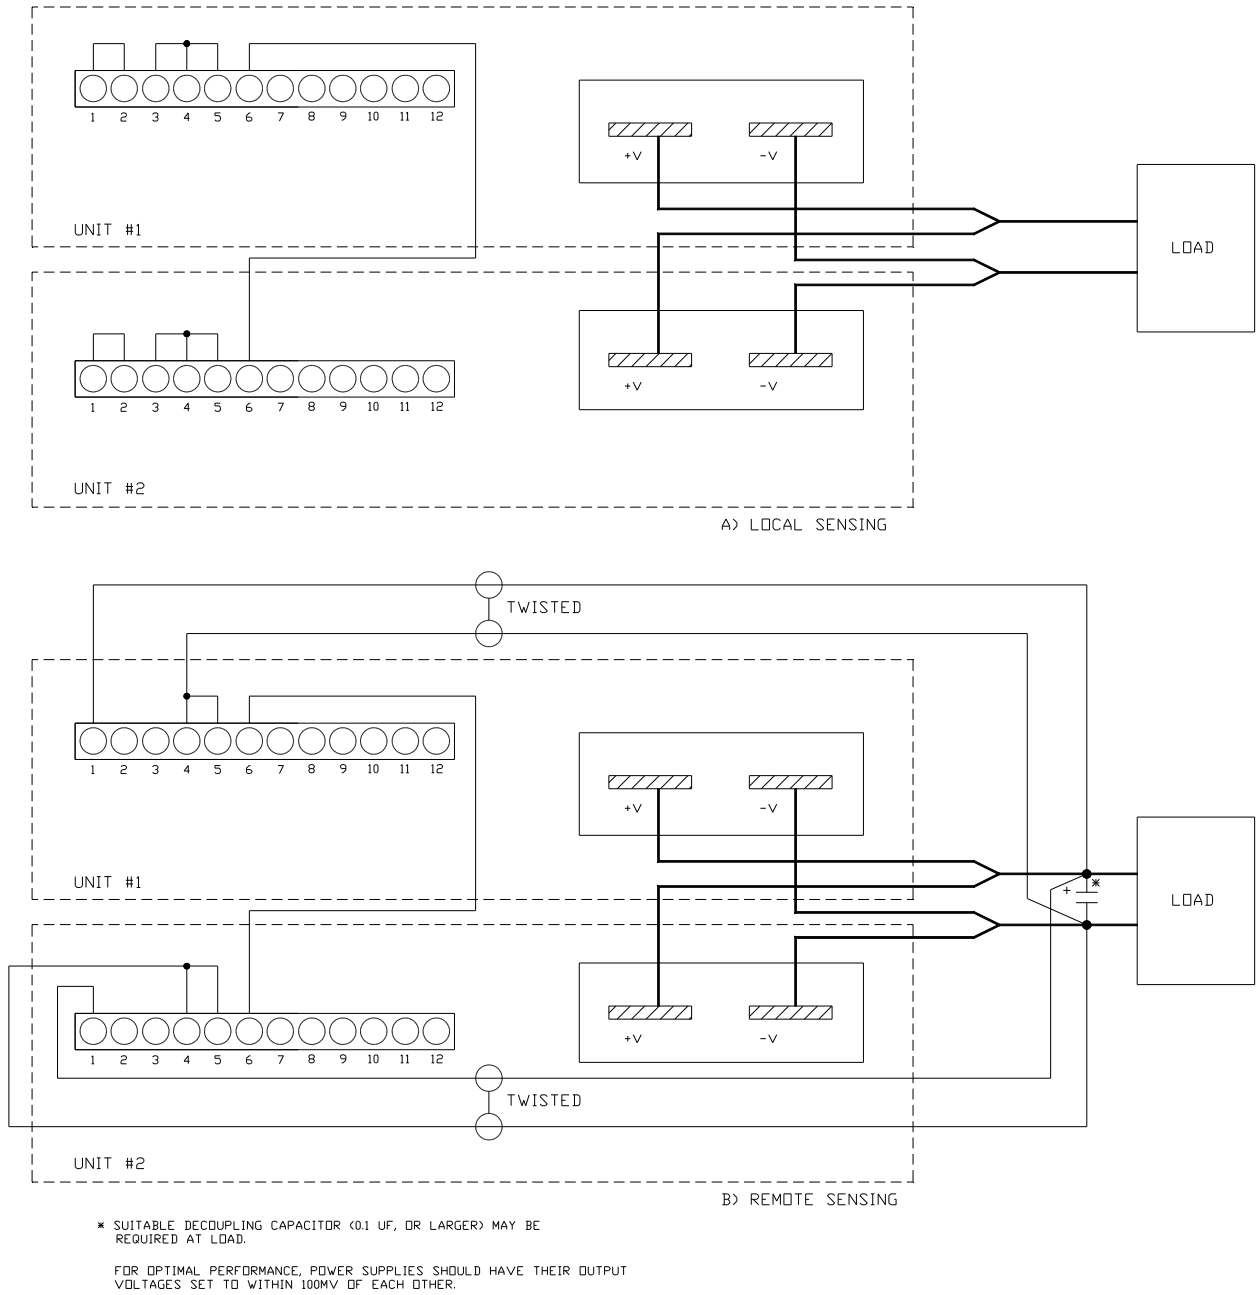 1 2 3 4 5 6 7 8 9 10 11 12
+V -V
UNIT #1
LOAD
1 2 3 4 5 6 7 8 9 10 11 12
+V -V
UNIT #2
A) LOCAL SENSING
TWISTED
1 2 3 4 5 6 7 8 9 10 11 12
+V -V
UNIT #1
+ *
LOAD
1 2 3 4 5 6 7 8 9 10 11 12
+V -V
TWISTED
UNIT #2
B) REMOTE SENSING
* SUITABLE DECOUPLING CAPACITOR (0.1 UF, OR LARGER) MAY BE
REQUIRED AT LOAD.
FOR OPTIMAL PERFORMANCE, POWER SUPPLIES SHOULD HAVE THEIR OUTPUT
VOLTAGES SET TO WITHIN 100MV OF EACH OTHER.